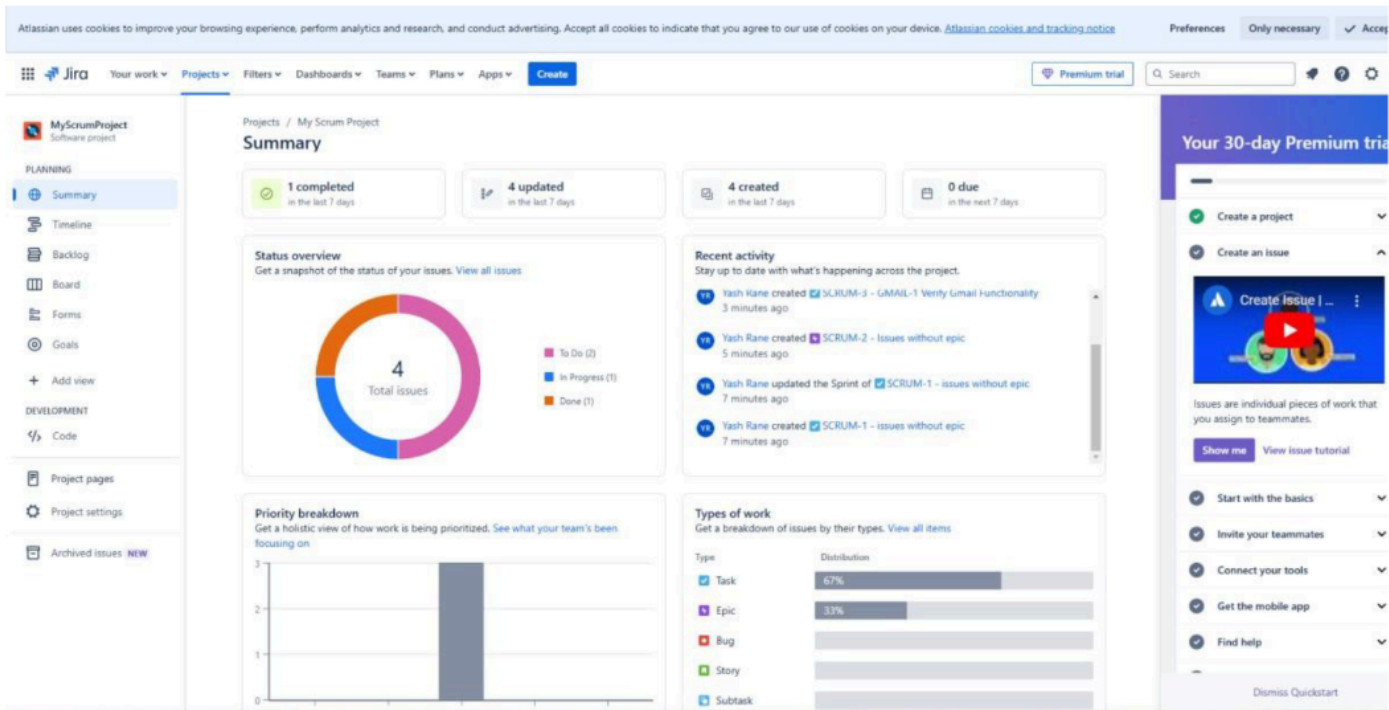 Atlassian uses cookies to improve your browsing experience, perform analytics and research, and conduct advertising. Accept all cookies to indicate that you agree to our use of cookies on your device. Atlassian cookies and tracking notice
Preferences
Only necessary
Accep
Jira
Your work
Projects
Filters
Dashboards
Teams
Plans
Apps
Create
Premium trial
Search
MyScrumProject
Software project
PLANNING
Summary
Timeline
Backlog
Board
Forms
Goals
Add view
DEVELOPMENT
Code
Project pages
Project settings
Archived issues NEW
Projects / My Scrum Project
Summary
1 completed
in the last 7 days
4 updated
in the last 7 days
4 created
in the last 7 days
0 due
in the next 7 days
Status overview
Get a snapshot of the status of your issues. View all issues
4
Total issues
To Do (2)
In Progress (1)
Done (1)
Recent activity
Stay up to date with what's happening across the project.
YR
Yash Rane created SCRUM-3 - GMAIL-1 Verify Gmail Functionality
3 minutes ago
YR
Yash Rane created SCRUM-2 - Issues without epic
5 minutes ago
YR
Yash Rane updated the Sprint of SCRUM-1 - issues without epic
7 minutes ago
YR
Yash Rane created SCRUM-1 - issues without epic
7 minutes ago
Priority breakdown
Get a holistic view of how work is being prioritized. See what your team's been
focusing on
3
2
1
0
Types of work
Get a breakdown of issues by their types. View all items
Type
Distribution
Task
67%
Epic
33%
Bug
Story
Subtask
Your 30-day Premium tria
Create a project
Create an issue
Create Issue | ...
Issues are individual pieces of work that
you assign to teammates.
Show me
View issue tutorial
Start with the basics
Invite your teammates
Connect your tools
Get the mobile app
Find help
Dismiss Quickstart